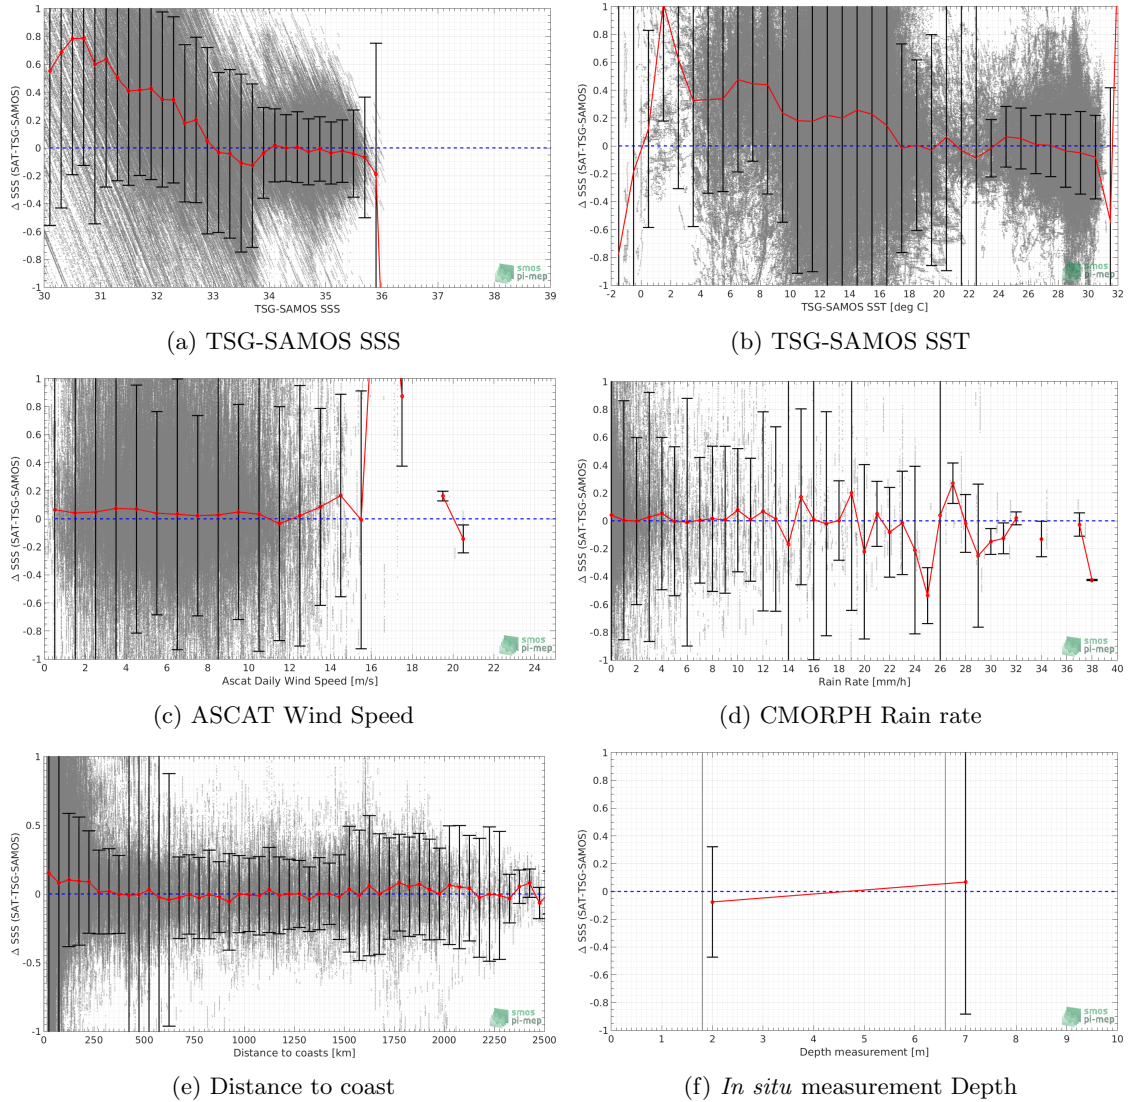 Δ SSS (SAT-TSG-SAMOS)
1
0.8
0.6
0.4
0.2
0
-0.2
-0.4
-0.6
-0.8
-1
30 31 32 33 34 35 36 37 38 39
TSG-SAMOS SSS
smos
pi-mep
(a) TSG-SAMOS SSS
Δ SSS (SAT-TSG-SAMOS)
1
0.8
0.6
0.4
0.2
0
-0.2
-0.4
-0.6
-0.8
-1
-2 0 2 4 6 8 10 12 14 16 18 20 22 24 26 28 30 32
TSG-SAMOS SST [deg C]
smos
pi-mep
(b) TSG-SAMOS SST
Δ SSS (SAT-TSG-SAMOS)
1
0.8
0.6
0.4
0.2
0
-0.2
-0.4
-0.6
-0.8
-1
0 2 4 6 8 10 12 14 16 18 20 22 24
Ascat Daily Wind Speed [m/s]
smos
pi-mep
(c) ASCAT Wind Speed
Δ SSS (SAT-TSG-SAMOS)
1
0.8
0.6
0.4
0.2
0
-0.2
-0.4
-0.6
-0.8
-1
0 2 4 6 8 10 12 14 16 18 20 22 24 26 28 30 32 34 36 38 40
Rain Rate [mm/h]
smos
pi-mep
(d) CMORPH Rain rate
Δ SSS (SAT-TSG-SAMOS)
1
0.5
0
-0.5
-1
0 250 500 750 1000 1250 1500 1750 2000 2250 2500
Distance to coasts [km]
smos
pi-mep
(e) Distance to coast
Δ SSS (SAT-TSG-SAMOS)
1
0.8
0.6
0.4
0.2
0
-0.2
-0.4
-0.6
-0.8
-1
0 1 2 3 4 5 6 7 8 9 10
Depth measurement [m]
smos
pi-mep
(f) In situ measurement Depth